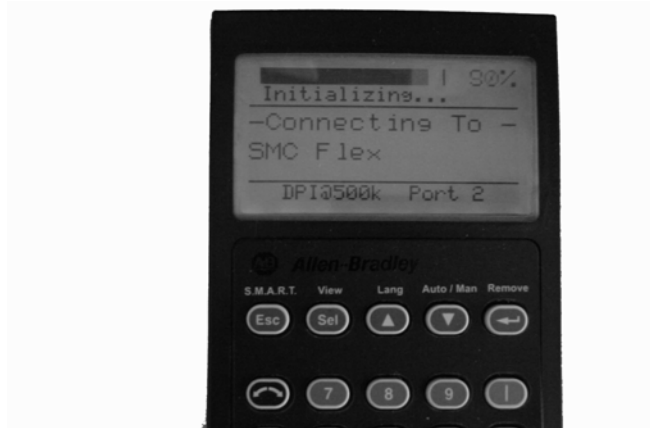 90%
Initializing...
-Connecting To -
SMC Flex
DPI@500k Port 2
AB Allen-Bradley
S.M.A.R.T. View Lang Auto / Man Remove
Esc Sel
7 8 9